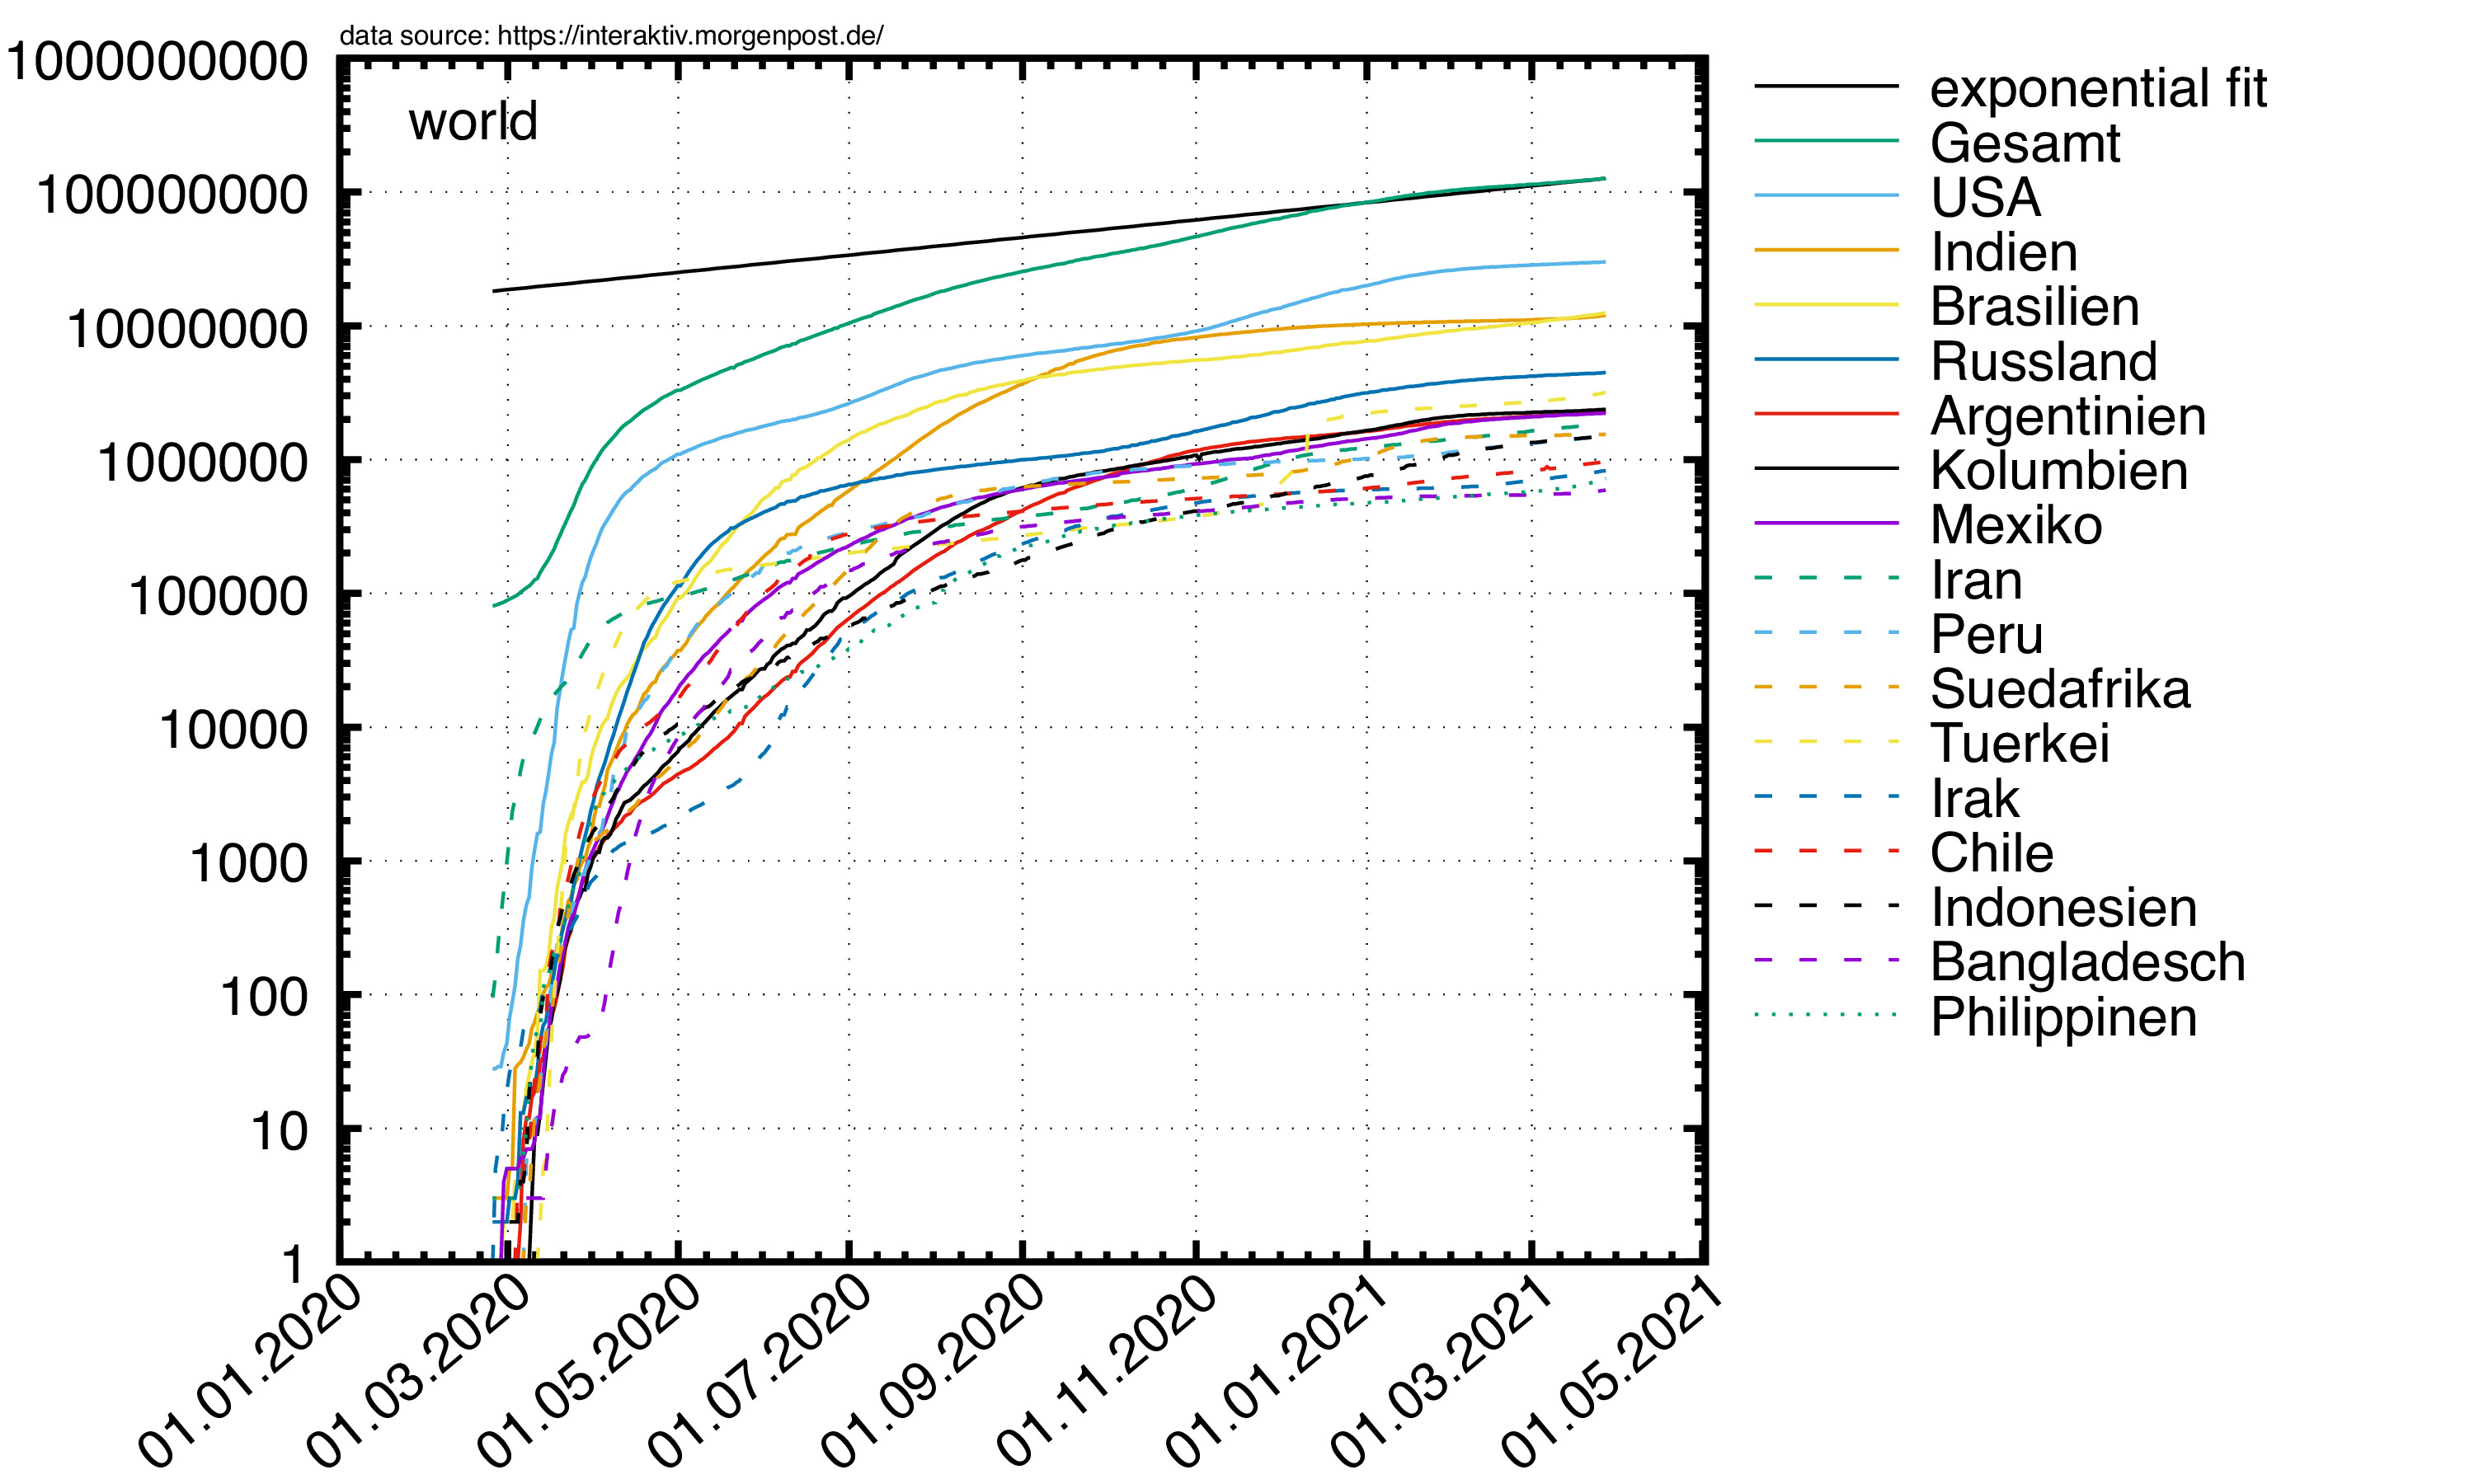 data source: https://interaktiv.morgenpost.de/
world
1000000000
100000000
10000000
1000000
100000
10000
1000
100
10
1
01.01.2020
01.03.2020
01.05.2020
01.07.2020
01.09.2020
01.11.2020
01.01.2021
01.03.2021
01.05.2021
exponential fit
Gesamt
USA
Indien
Brasilien
Russland
Argentinien
Kolumbien
Mexiko
Iran
Peru
Suedafrika
Tuerkei
Irak
Chile
Indonesien
Bangladesch
Philippinen